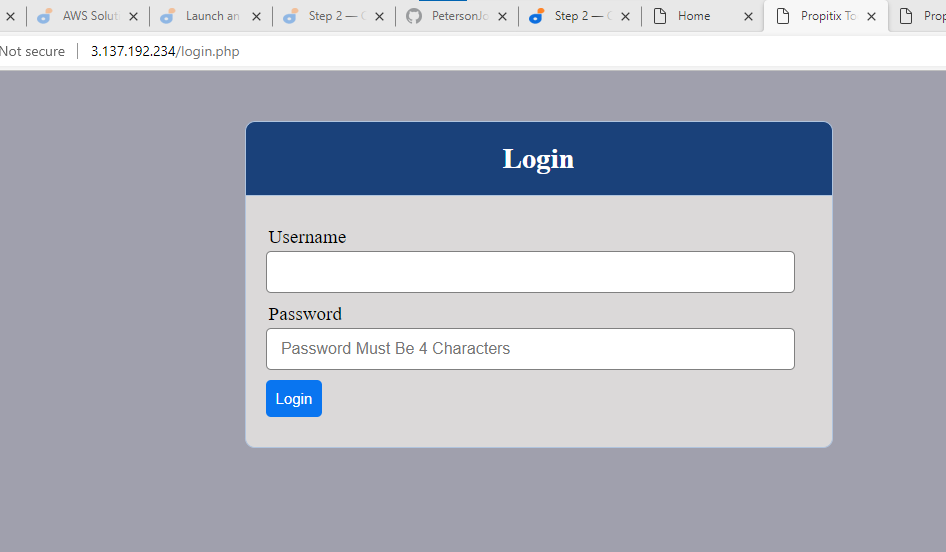 AWS Solut
Launch an
Step 2 —
PetersonJo
Step 2 —
Home
Propitix To
Prop
Not secure
3.137.192.234/login.php
Login
Username
Password
Password Must Be 4 Characters
Login